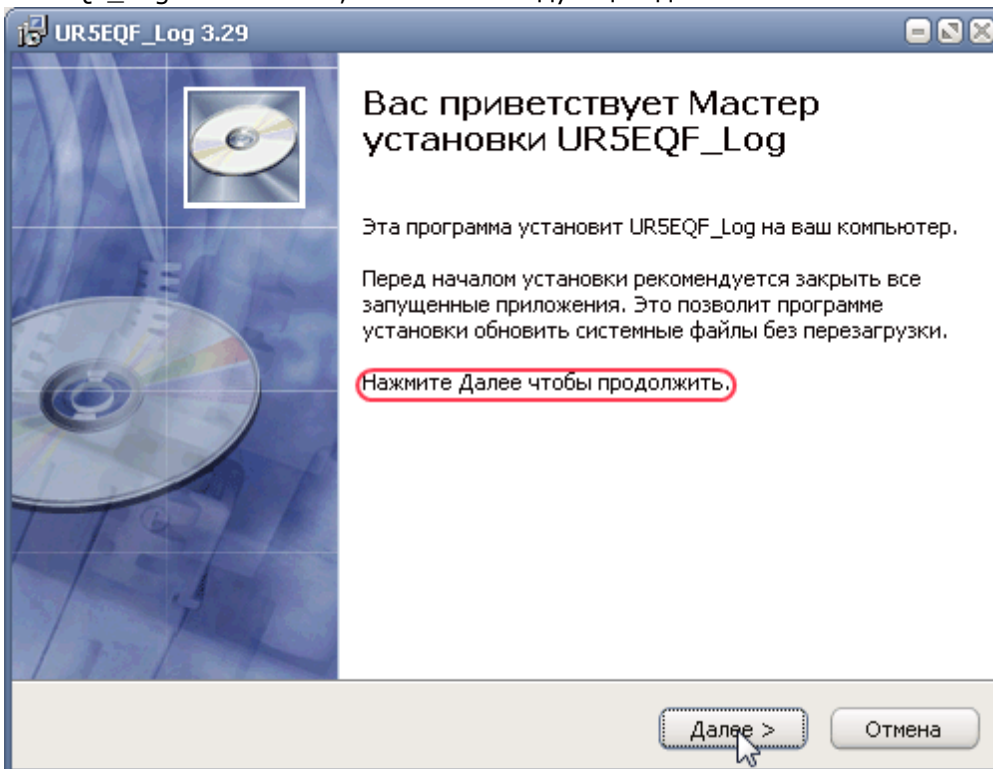 UR5EQF_Log 3.29
Вас приветствует Мастер
установки UR5EQF_Log
Эта программа установит UR5EQF_Log на ваш компьютер.
Перед началом установки рекомендуется закрыть все
запущенные приложения. Это позволит программе
установки обновить системные файлы без перезагрузки.
Нажмите Далее чтобы продолжить.
Далее >
Отмена